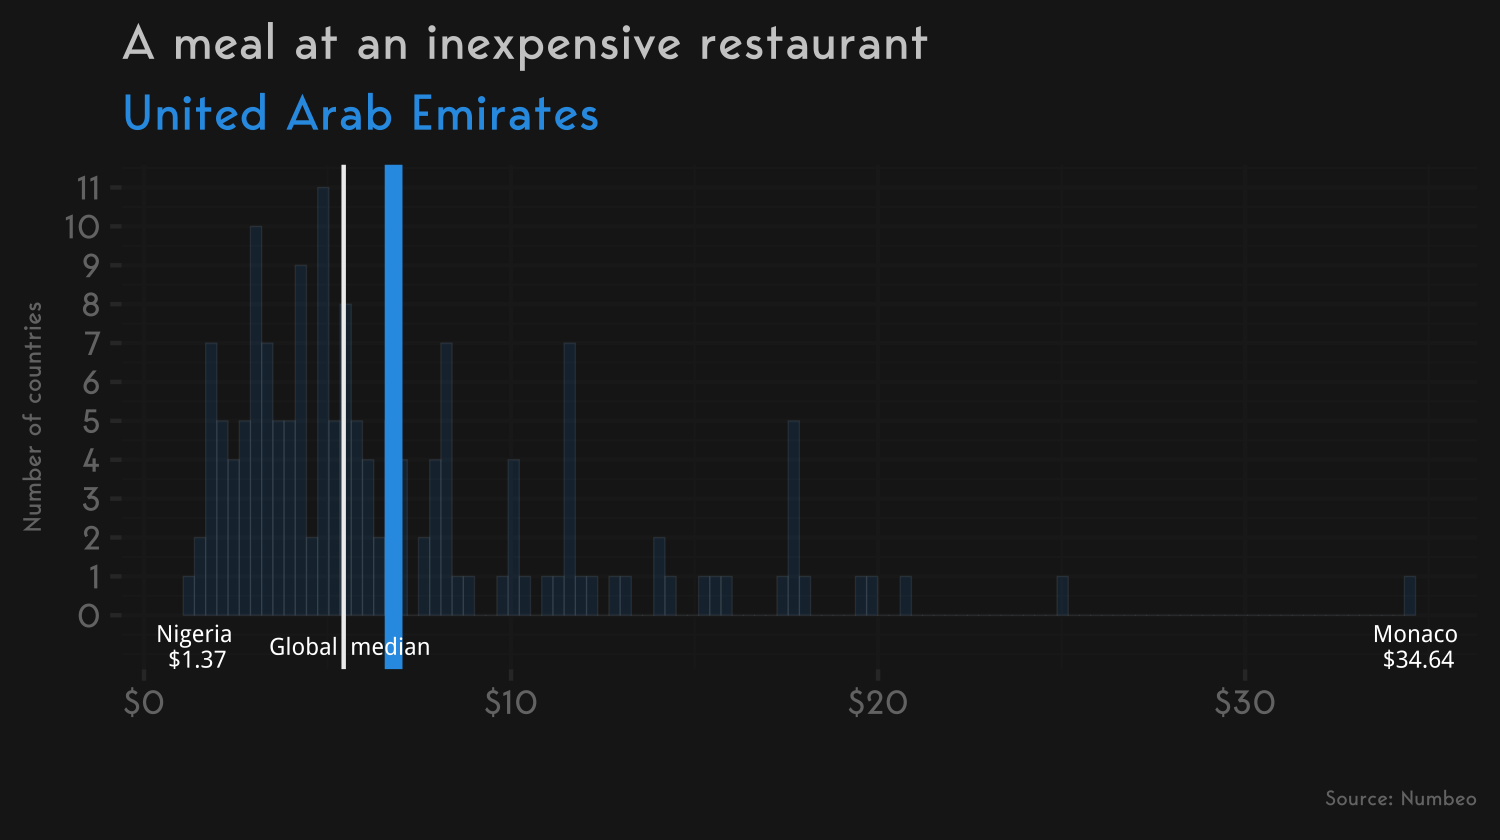 A meal at an inexpensive restaurant
United Arab Emirates
Number of countries
11
10
9
8
7
6
5
4
3
2
1
0
Nigeria
$1.37
Global median
Monaco
$34.64
$0 $10 $20 $30
Source: Numbeo